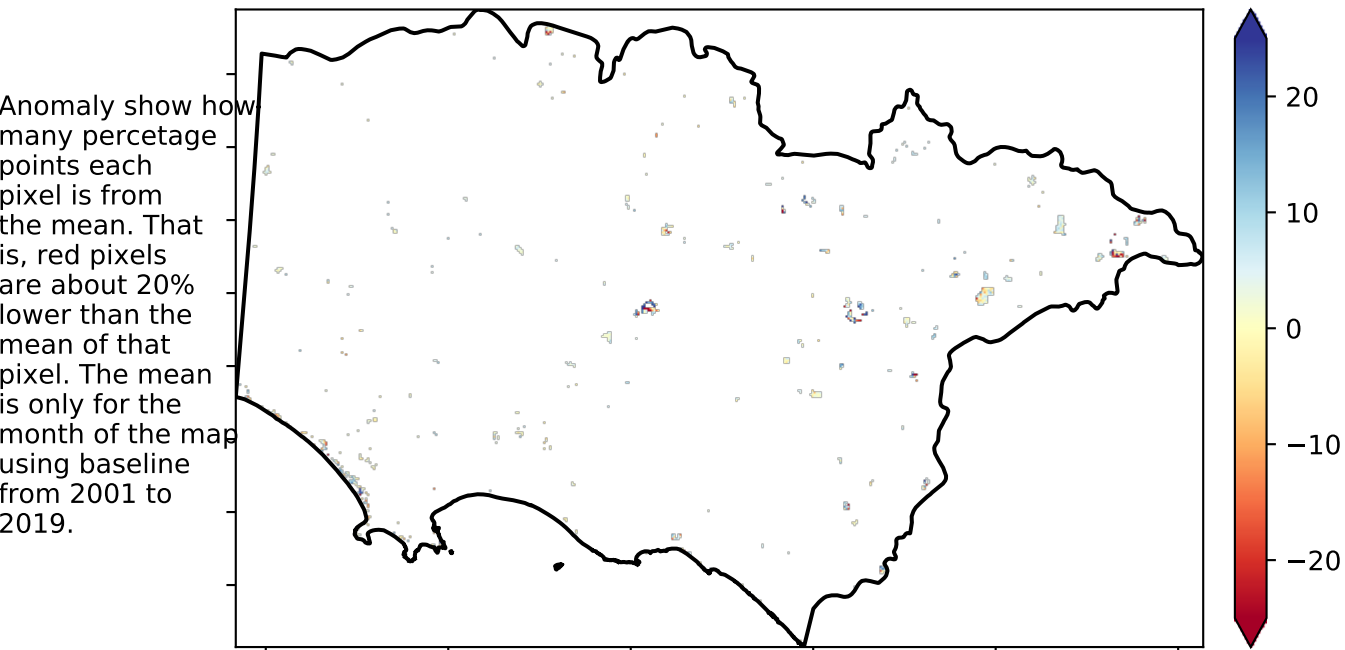 Anomaly show how
many percetage
points each
pixel is from
the mean. That
is, red pixels
are about 20%
lower than the
mean of that
pixel. The mean
is only for the
month of the map
using baseline
from 2001 to
2019.
20
10
0
−10
−20